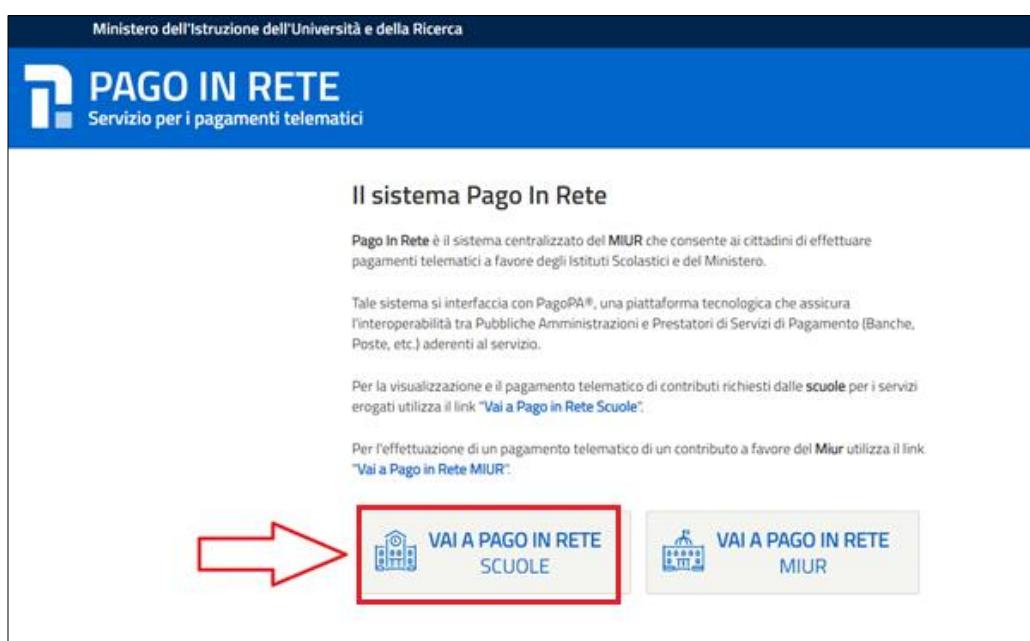 Ministero dell'Istruzione dell'Università e della Ricerca
PAGO IN RETE
Servizio per i pagamenti telematici
Il sistema Pago In Rete
Pago In Rete è il sistema centralizzato del MIUR che consente ai cittadini di effettuare
pagamenti telematici a favore degli Istituti Scolastici e del Ministero.
Tale sistema si interfaccia con PagoPA®, una piattaforma tecnologica che assicura
l'interoperabilità tra Pubbliche Amministrazioni e Prestatori di Servizi di Pagamento (Banche,
Poste, etc.) aderenti al servizio.
Per la visualizzazione e il pagamento telematico di contributi richiesti dalle scuole per i servizi
erogati utilizza il link "Vai a Pago in Rete Scuole".
Per l'effettuazione di un pagamento telematico di un contributo a favore del Miur utilizza il link
"Vai a Pago in Rete MIUR".
VAI A PAGO IN RETE
SCUOLE
VAI A PAGO IN RETE
MIUR